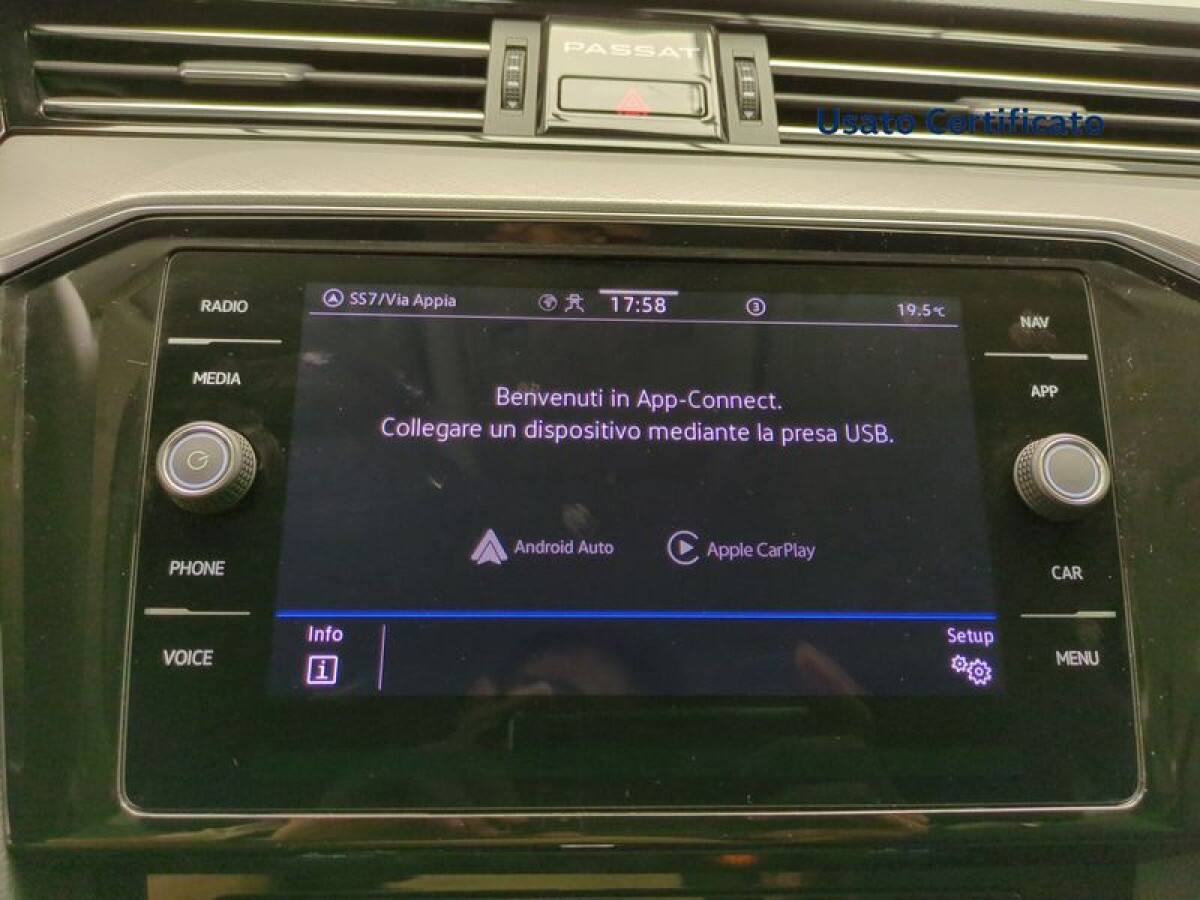 PASSAT
Usato Certificato
RADIO
MEDIA
PHONE
VOICE
SS7/Via Appia
17:58
3
19.5°C
Benvenuti in App-Connect.
Collegare un dispositivo mediante la presa USB.
Android Auto
Apple CarPlay
Info
i
Setup
NAV
APP
CAR
MENU